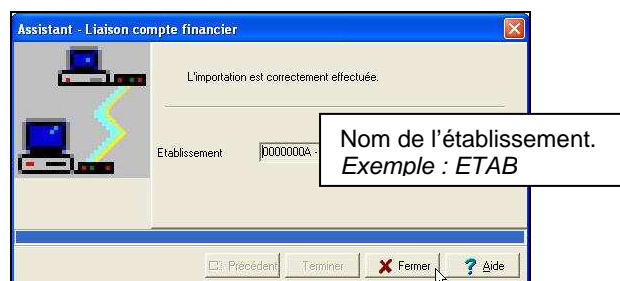 Assistant - Liaison compte financier
L'importation est correctement effectuée.
Etablissement 0000000A -
Nom de l'établissement.
Exemple : ETAB
Précédent Terminer Fermer Aide